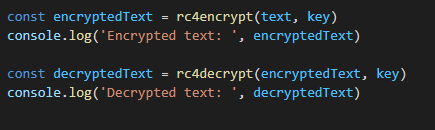 const encryptedText = rc4encrypt(text, key)
console.log('Encrypted text: ', encryptedText)
const decryptedText = rc4decrypt(encryptedText, key)
console.log('Decrypted text: ', decryptedText)